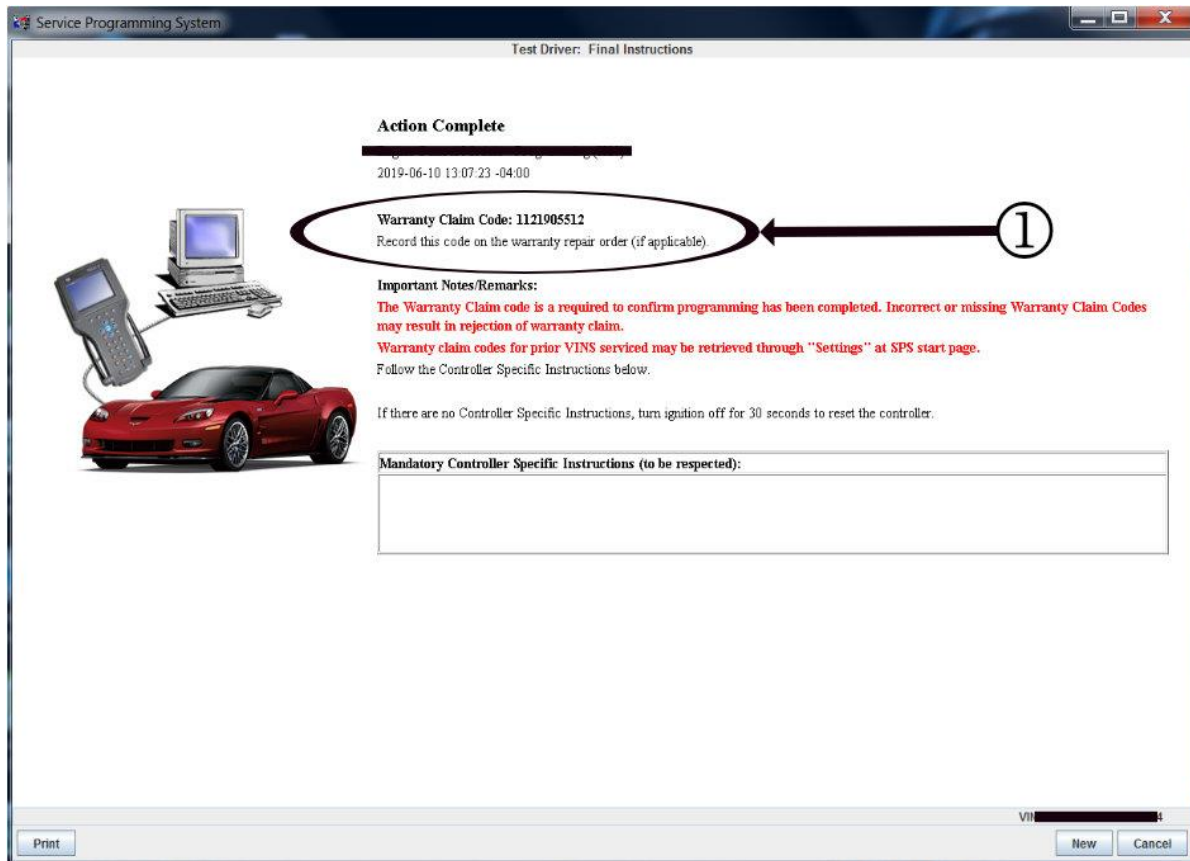 Service Programming System
Test Driver: Final Instructions
Action Complete
2019-06-10 13:07:23 -04:00
Warranty Claim Code: 1121905512
Record this code on the warranty repair order (if applicable).
1
Important Notes/Remarks:
The Warranty Claim code is a required to confirm programming has been completed. Incorrect or missing Warranty Claim Codes
may result in rejection of warranty claim.
Warranty claim codes for prior VINS serviced may be retrieved through "Settings" at SPS start page.
Follow the Controller Specific Instructions below.
If there are no Controller Specific Instructions, turn ignition off for 30 seconds to reset the controller.
Mandatory Controller Specific Instructions (to be respected):
VIN 4
Print
New Cancel